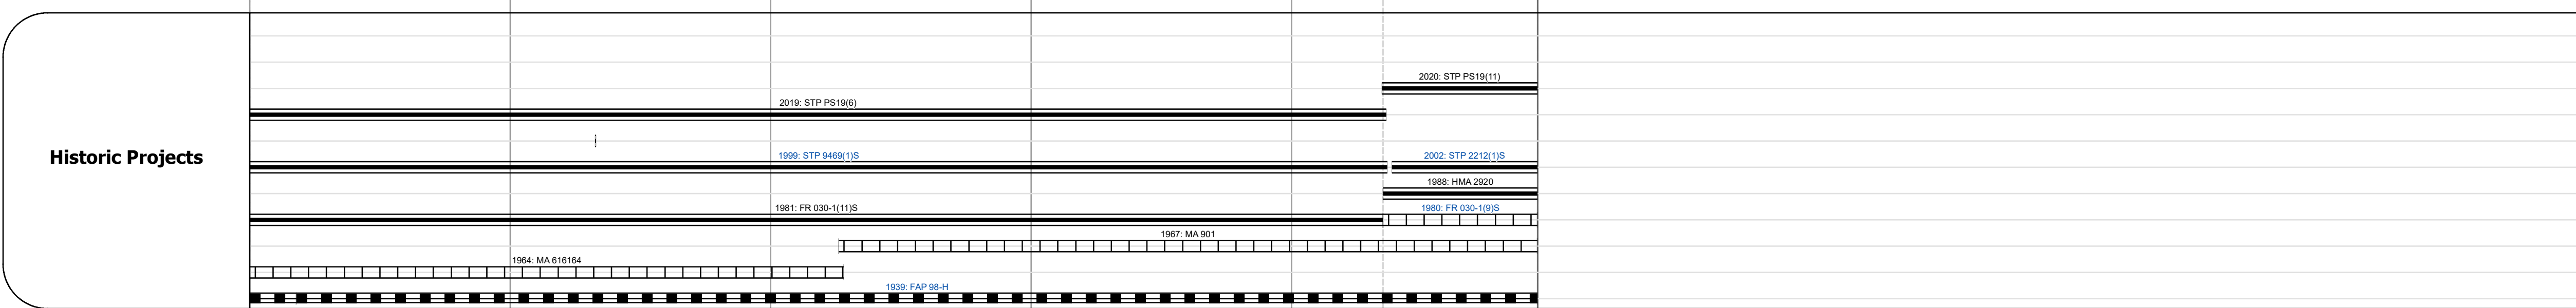 2020: STP PS19(11)
2019: STP PS19(6)
Historic Projects
1999: STP 9469(1)S
2002: STP 2212(1)S
1988: HMA 2920
1981: FR 030-1(11)S
1980: FR 030-1(9)S
1967: MA 901
1964: MA 616164
1939: FAP 98-H